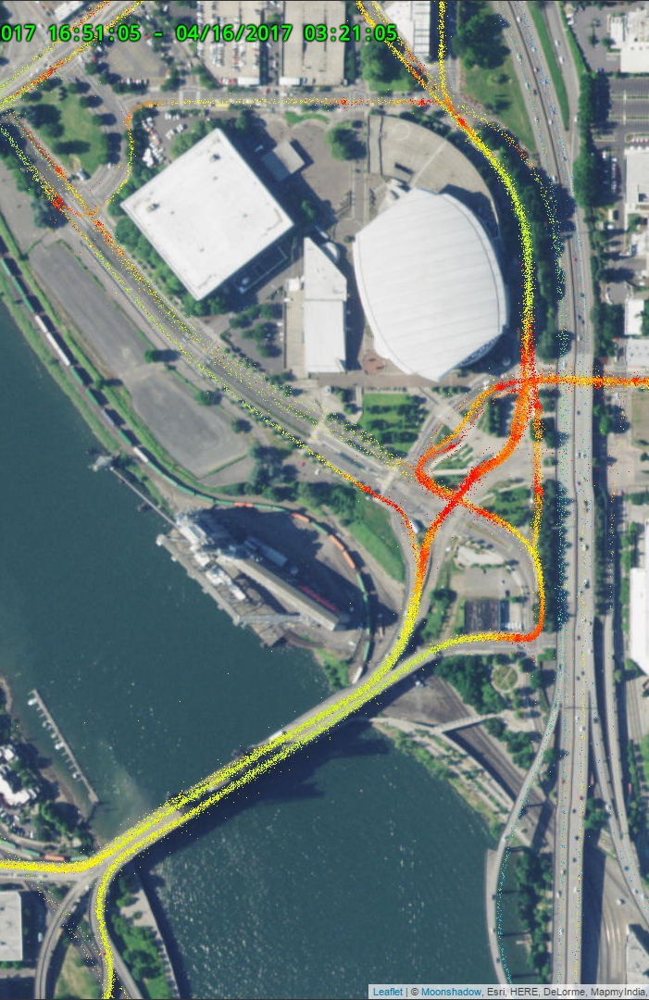 017 16:51:05 - 04/16/2017 03:21:05
Leaflet | © Moonshadow, Esri, HERE, DeLorme, MapmyIndia,